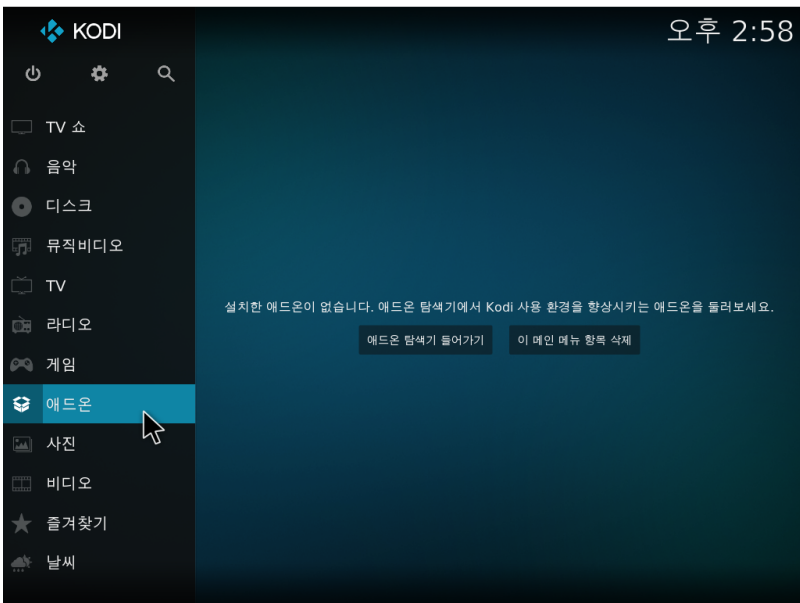 KODI
오후 2:58
TV 쇼
음악
디스크
뮤직비디오
TV
라디오
게임
애드온
사진
비디오
즐겨찾기
날씨
설치한 애드온이 없습니다. 애드온 탐색기에서 Kodi 사용 환경을 향상시키는 애드온을 둘러보세요.
애드온 탐색기 들어가기
이 메인 메뉴 항목 삭제